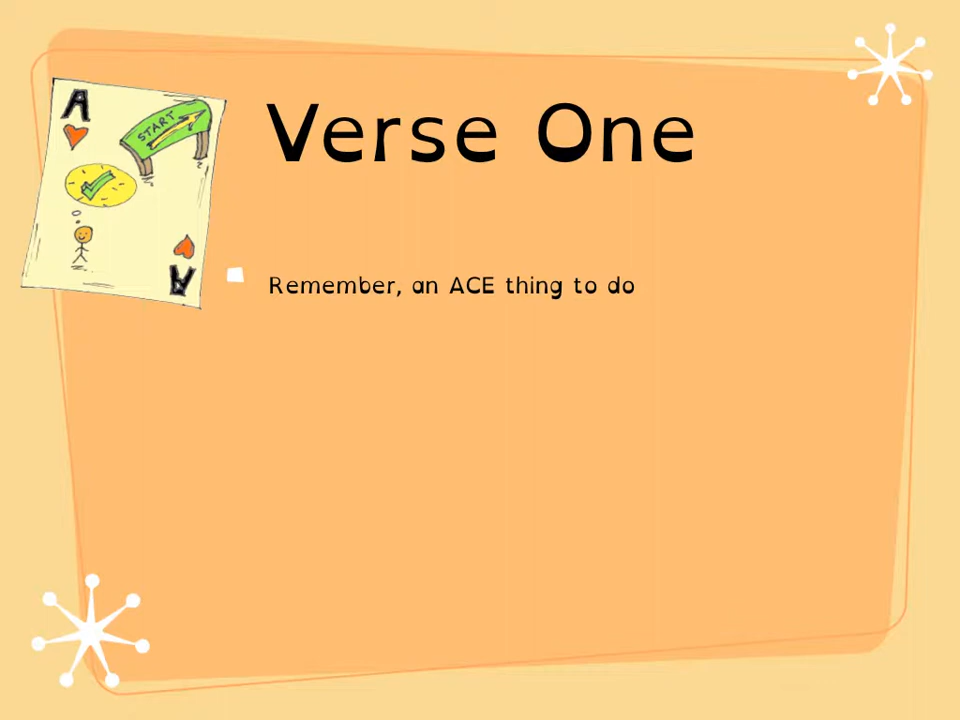 A
START
Verse One
Remember, an ACE thing to do
A